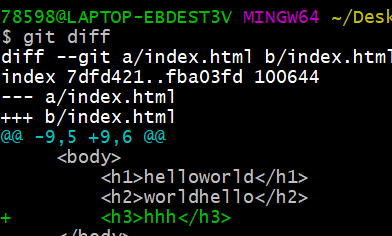 78598@LAPTOP-EBDEST3V MINGW64 ~/Desk
$ git diff
diff --git a/index.html b/index.html
index 7dfd421..fba03fd 100644
--- a/index.html
+++ b/index.html
@@ -9,5 +9,6 @@
     <body>
         <h1>helloworld</h1>
         <h2>worldhello</h2>
+        <h3>hhh</h3>
     </body>